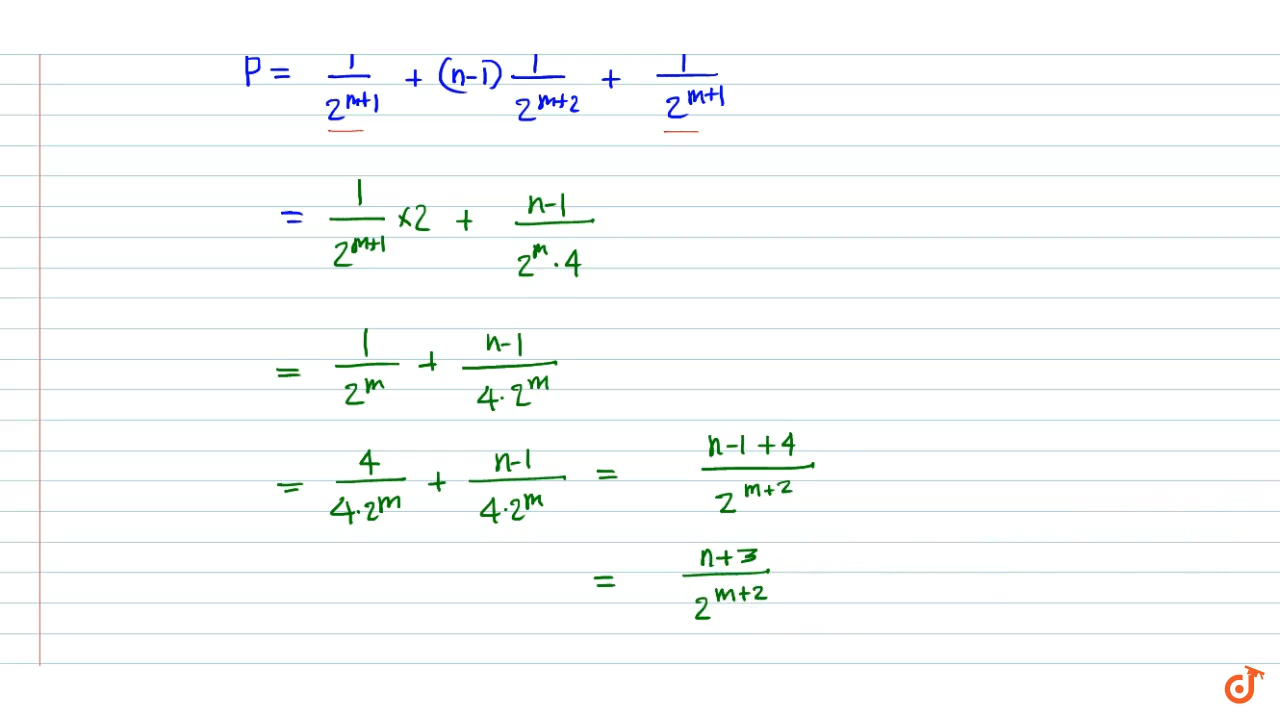 P = 1/2^(m+1) + (n-1) 1/2^(m+2) + 1/2^(m+1)
= 1/2^(m+1) ×2 + (n-1)/(2^m · 4)
= 1/2^m + (n-1)/(4·2^m)
= 4/(4·2^m) + (n-1)/(4·2^m) = (n-1+4)/2^(m+2)
= (n+3)/2^(m+2)